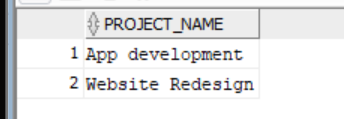 PROJECT_NAME
1 App development
2 Website Redesign